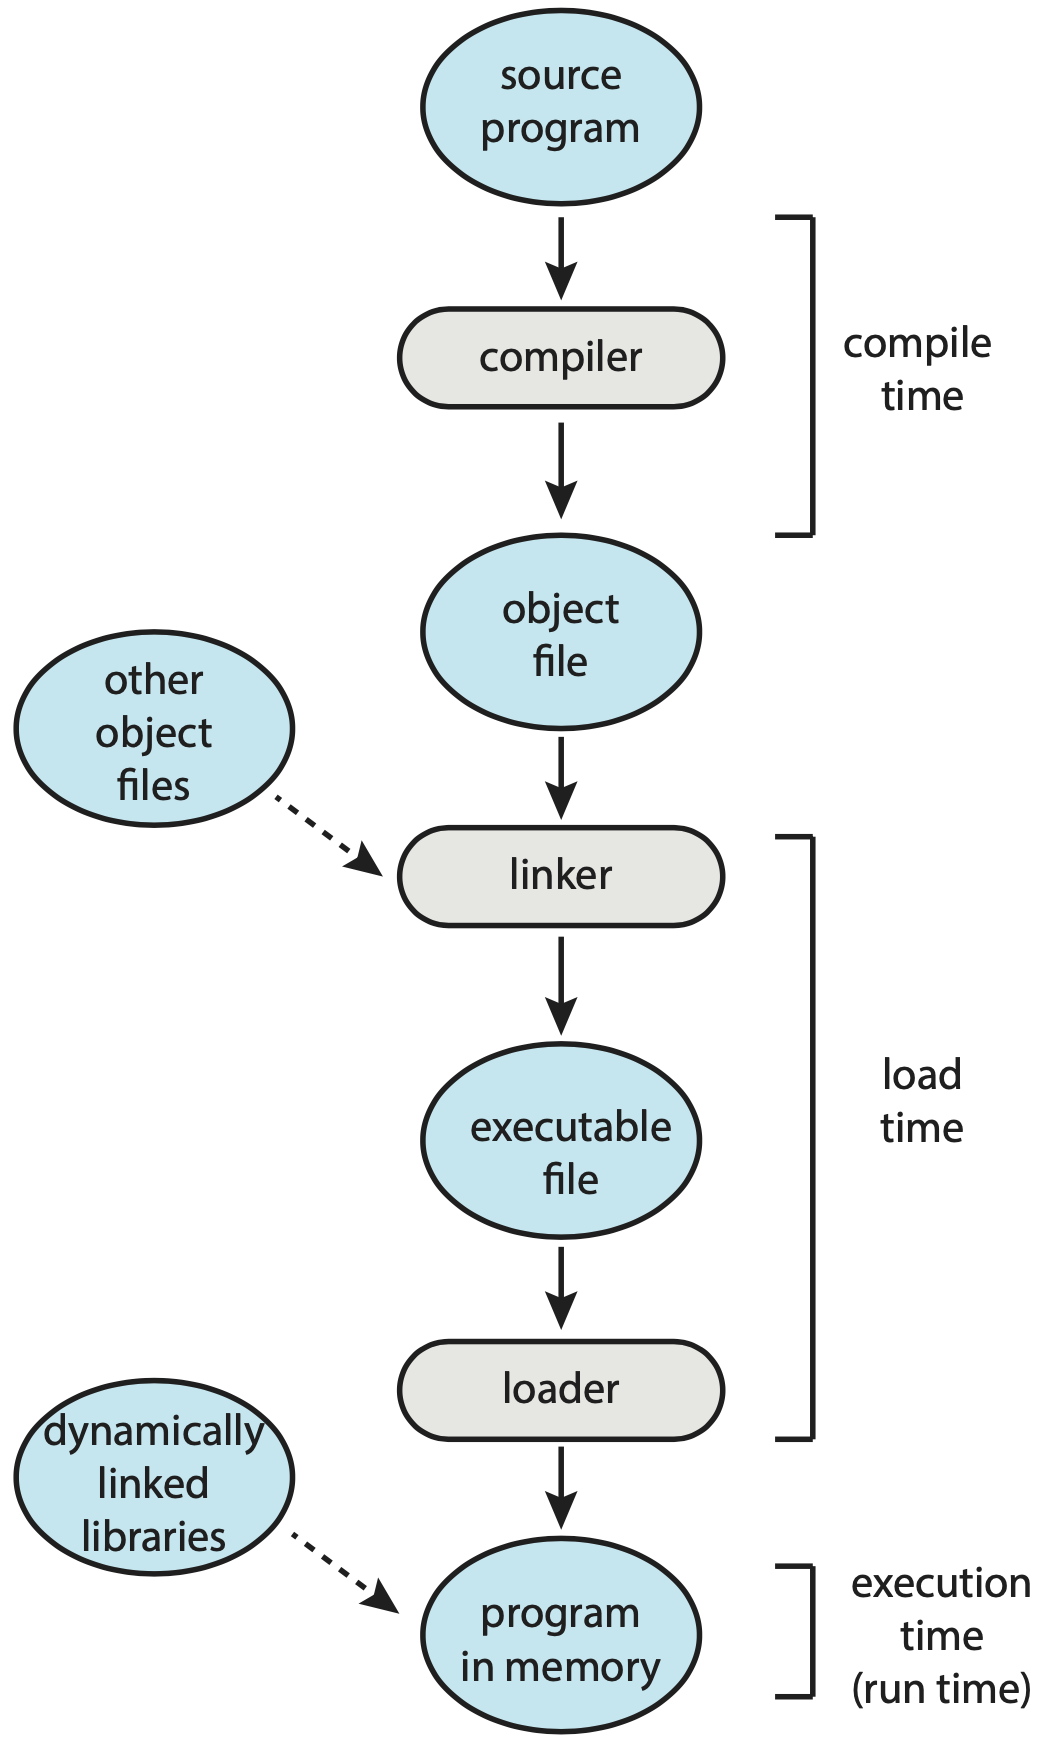 source
program
compiler
compile
time
object
file
other
object
files
linker
executable
file
load
time
loader
dynamically
linked
libraries
program
in memory
execution
time
(run time)